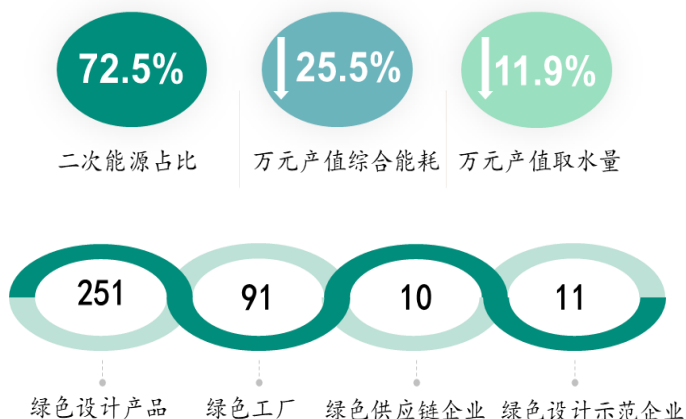 72.5% 25.5% 11.9%
二次能源占比 万元产值综合能耗 万元产值取水量
251 91 10 11
绿色设计产品 绿色工厂 绿色供应链企业 绿色设计示范企业